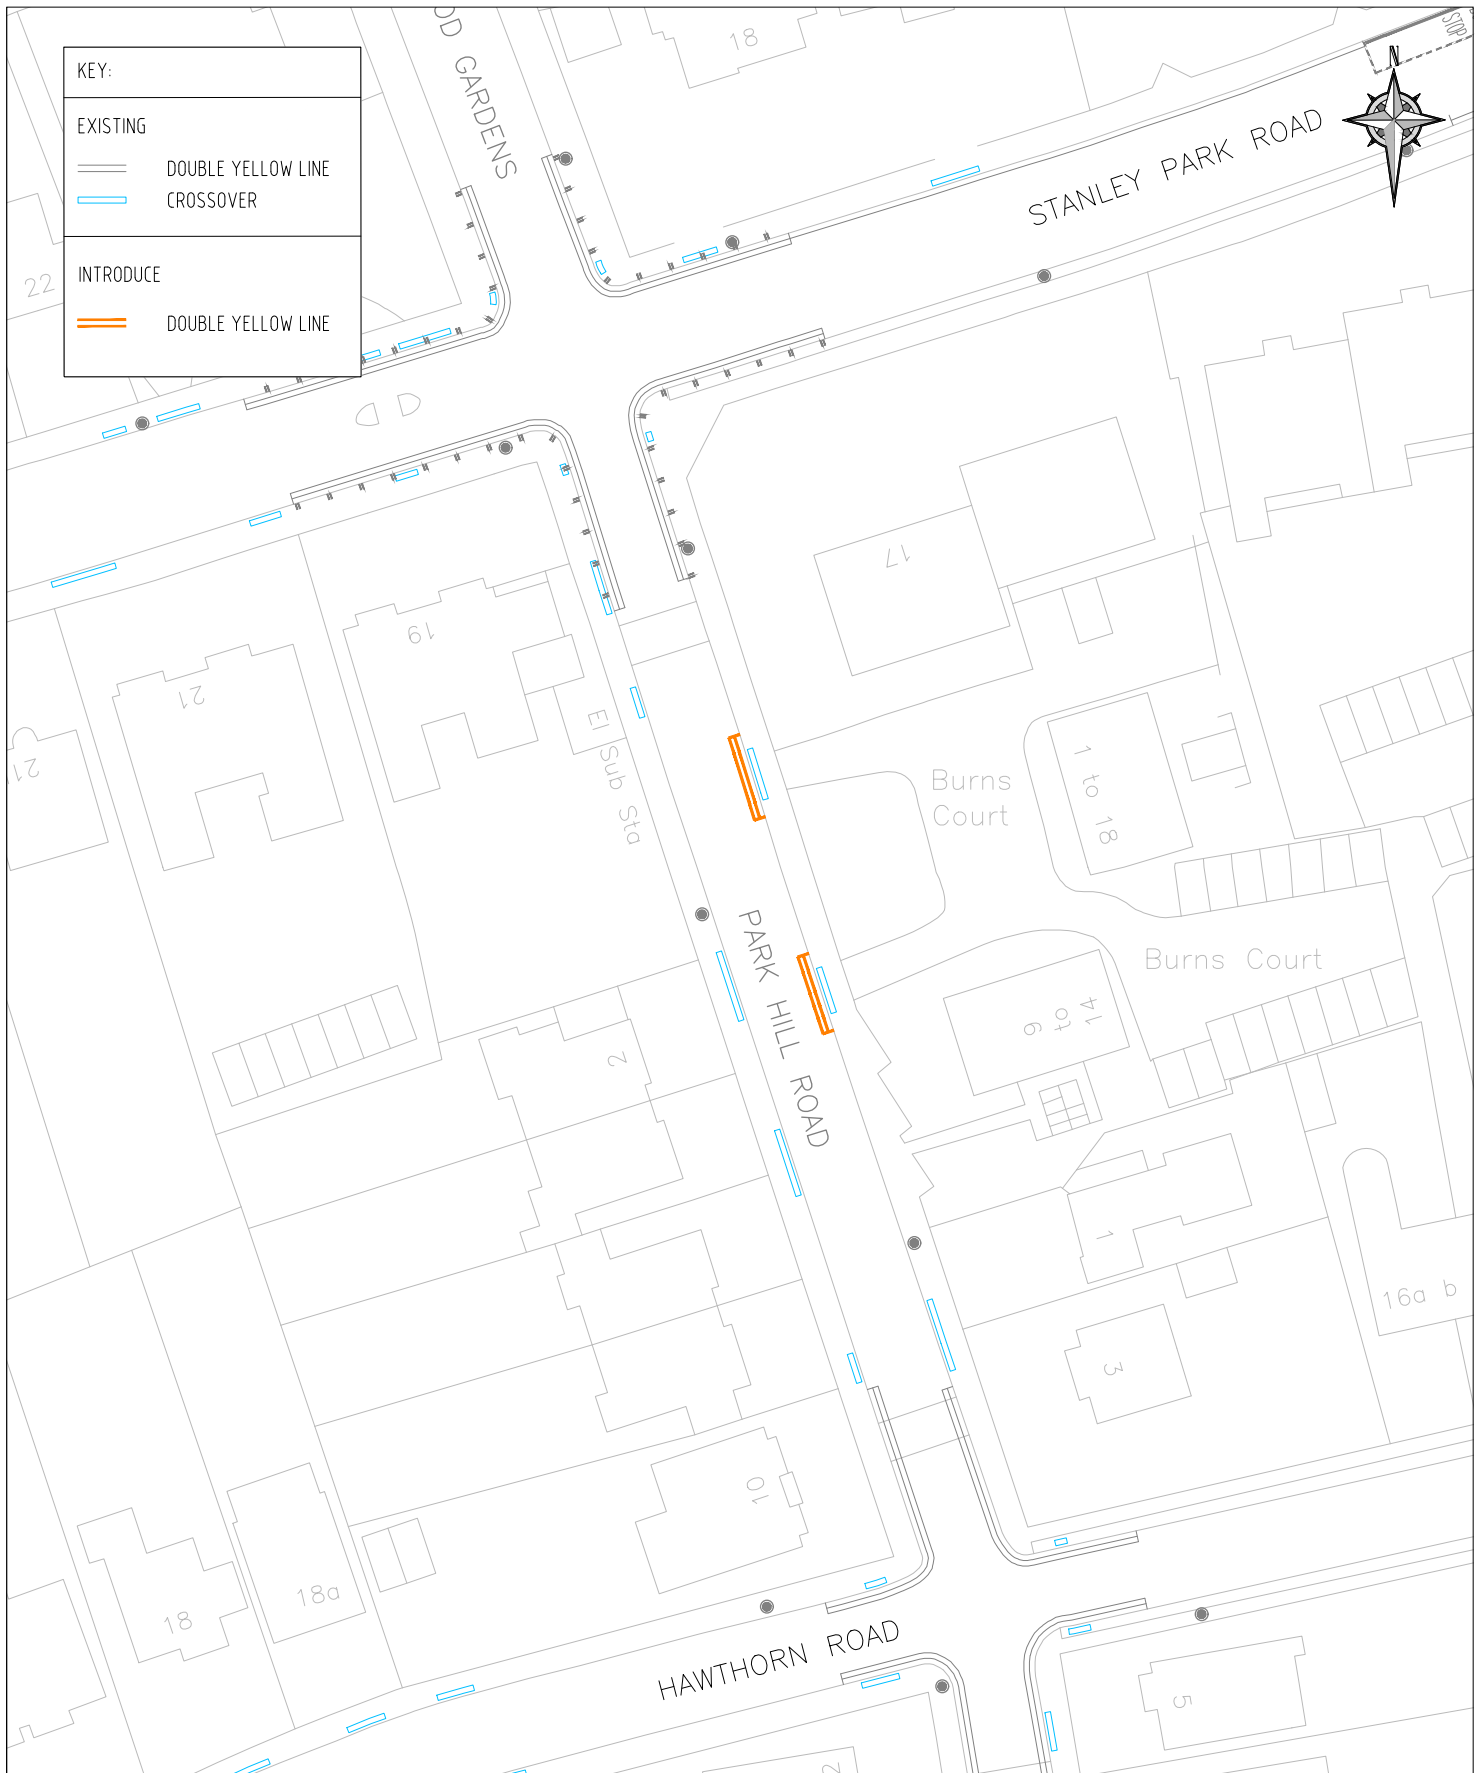 KEY:
EXISTING
DOUBLE YELLOW LINE
CROSSOVER
INTRODUCE
DOUBLE YELLOW LINE
GARDENS
18
STOP
N
STANLEY PARK ROAD
22
17
19
21
21
El Sub Sta
Burns
Court
1 to 18
PARK HILL ROAD
Burns Court
14
to
6
2
1
16a b
3
10
18a
18
HAWTHORN ROAD
5
2